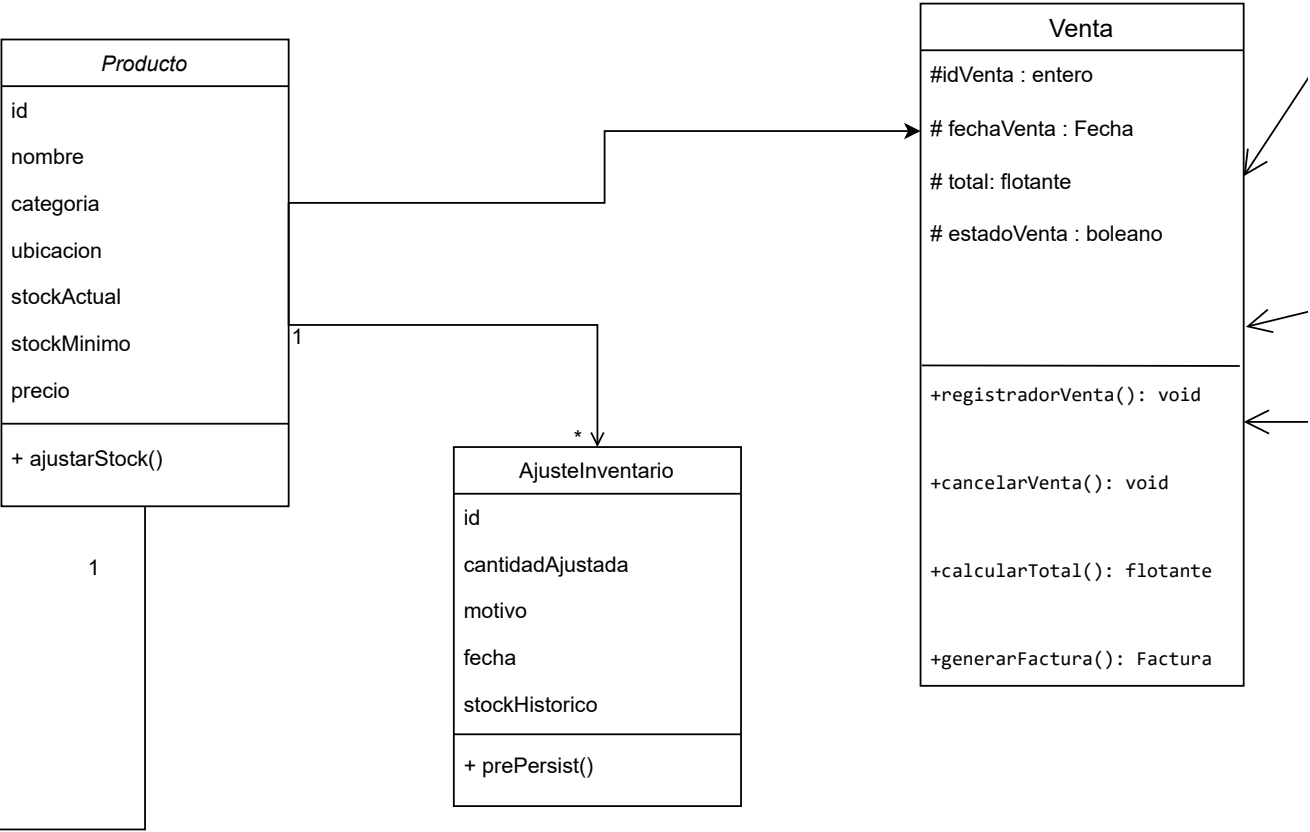 Producto
id
nombre
categoria
ubicacion
stockActual
stockMinimo
precio
+ ajustarStock()
1
1
*
AjusteInventario
id
cantidadAjustada
motivo
fecha
stockHistorico
+ prePersist()
Venta
#idVenta : entero
# fechaVenta : Fecha
# total: flotante
# estadoVenta : boleano
+registradorVenta(): void
+cancelarVenta(): void
+calcularTotal(): flotante
+generarFactura(): Factura